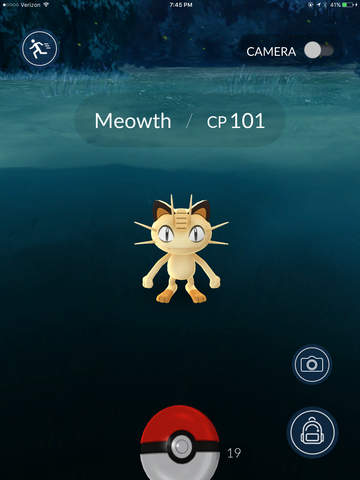 Verizon 7:45 PM 41%
CAMERA
Meowth / CP 101
19